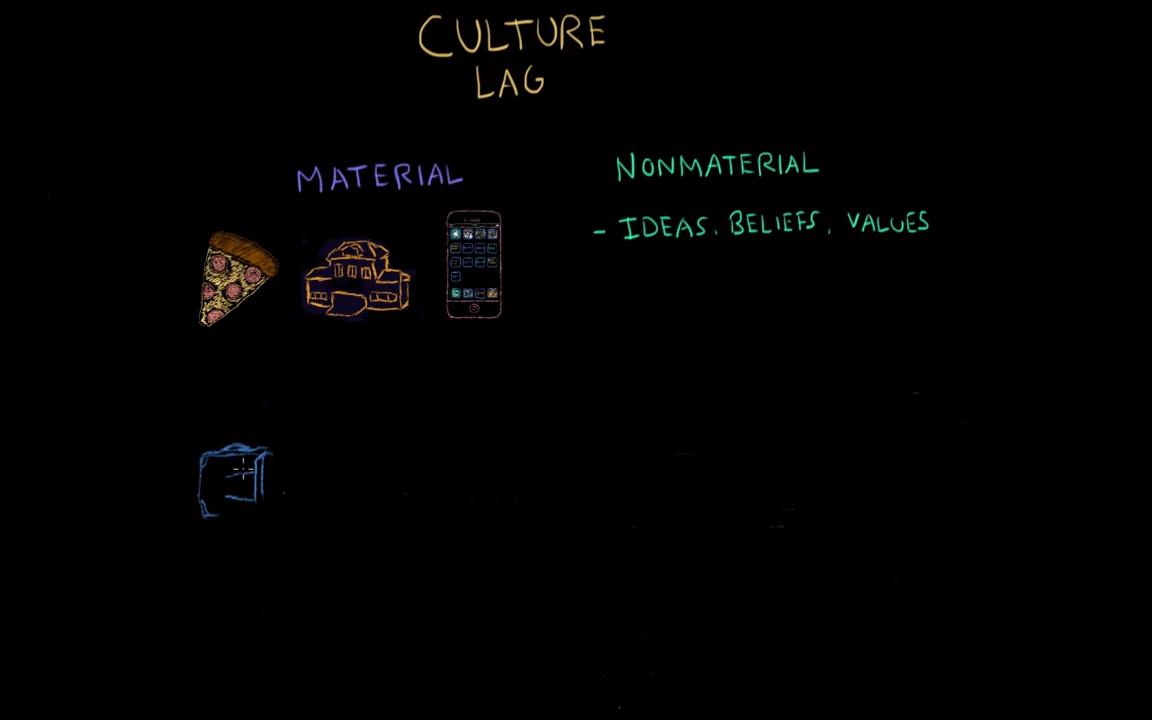 CULTURE
LAG
MATERIAL
NONMATERIAL
- IDEAS, BELIEFS, VALUES